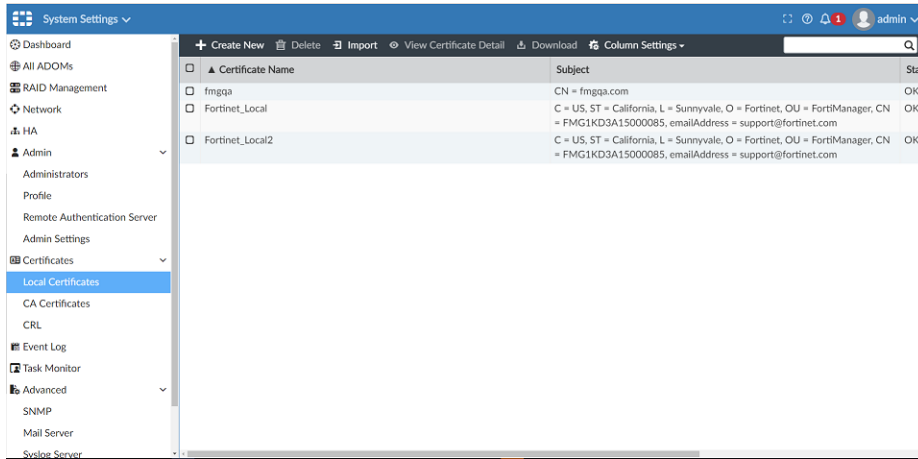 System Settings
1
admin
Dashboard
All ADOMs
RAID Management
Network
HA
Admin
Administrators
Profile
Remote Authentication Server
Admin Settings
Certificates
Local Certificates
CA Certificates
CRL
Event Log
Task Monitor
Advanced
SNMP
Mail Server
Syslog Server
Create New Delete Import View Certificate Detail Download Column Settings
Certificate Name Subject
fmgqa CN = fmgqa.com OK
Fortinet_Local C = US, ST = California, L = Sunnyvale, O = Fortinet, OU = FortiManager, CN OK
= FMG1KD3A15000085, emailAddress = support@fortinet.com
Fortinet_Local2 C = US, ST = California, L = Sunnyvale, O = Fortinet, OU = FortiManager, CN OK
= FMG1KD3A15000085, emailAddress = support@fortinet.com